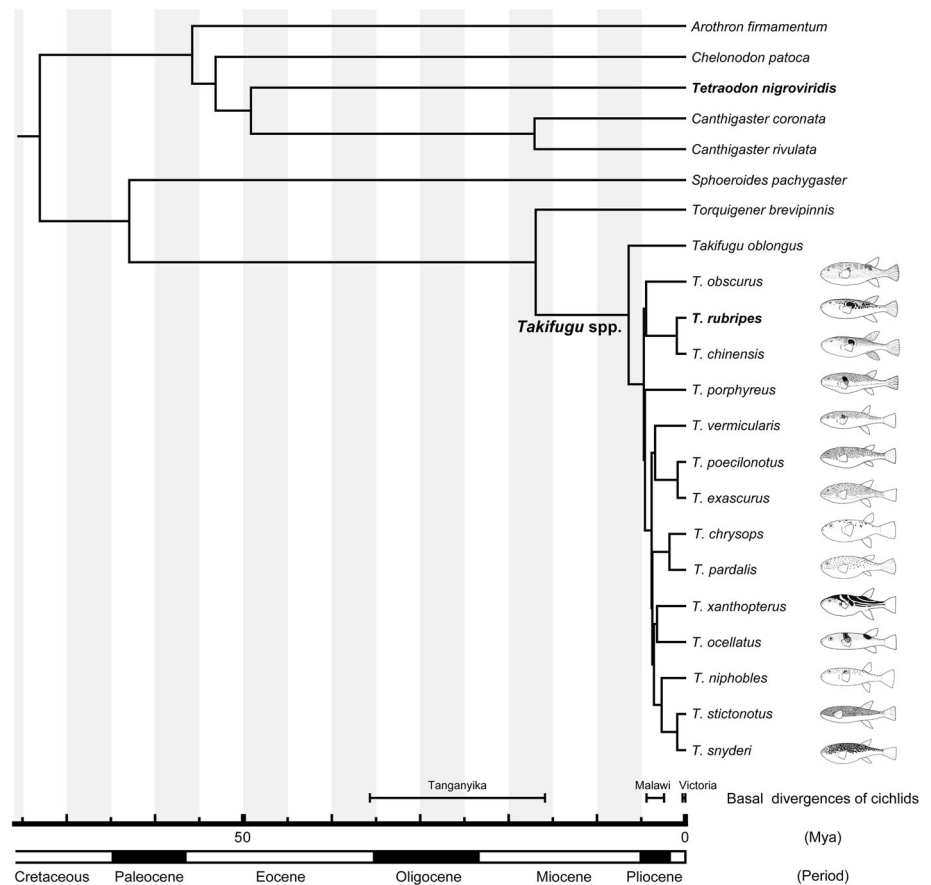 Arothron firmamentum
Chelonodon patoca
Tetraodon nigroviridis
Canthigaster coronata
Canthigaster rivulata
Sphoeroides pachygaster
Torquigener brevipinnis
Takifugu oblongus
T. obscurus
T. rubripes
Takifugu spp.
T. chinensis
T. porphyreus
T. vermicularis
T. poecilonotus
T. exascurus
T. chrysops
T. pardalis
T. xanthopterus
T. ocellatus
T. niphobles
T. stictonotus
T. snyderi
Tanganyika Malawi Victoria
Basal divergences of cichlids
50 0 (Mya)
Cretaceous Paleocene Eocene Oligocene Miocene Pliocene (Period)